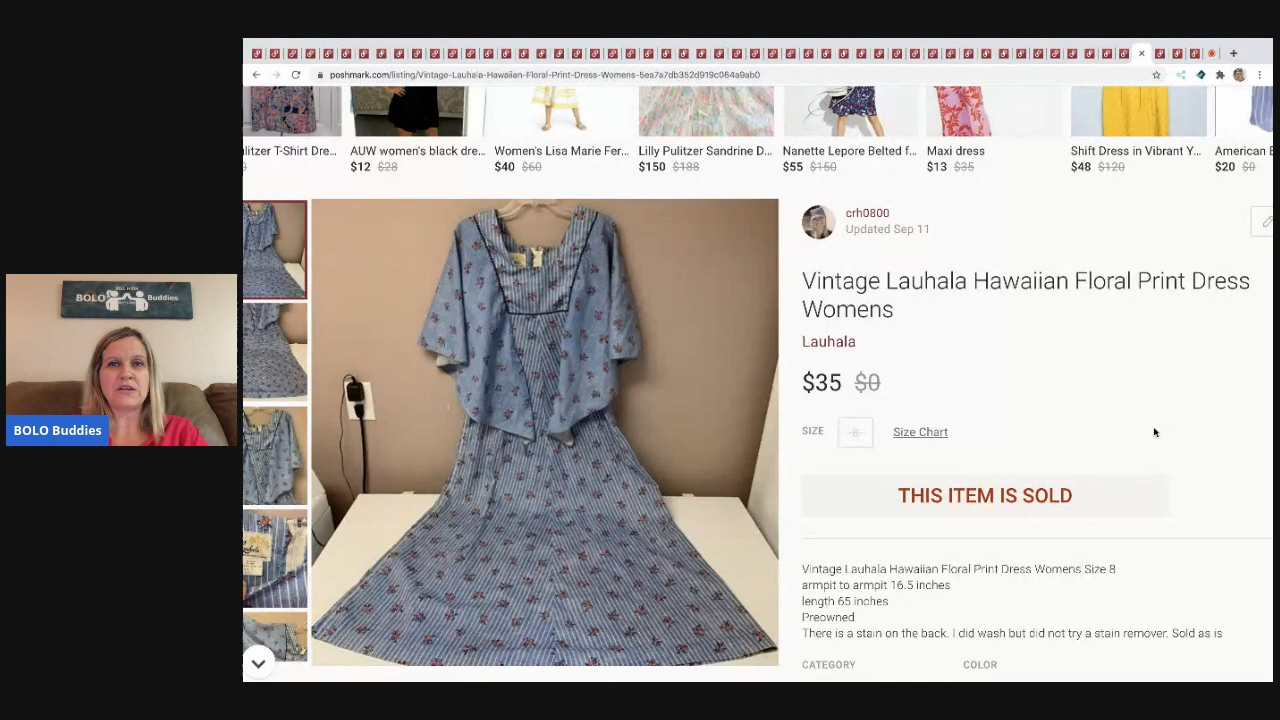 poshmark.com/listing/Vintage-Lauhala-Hawaiian-Floral-Print-Dress-Womens-5ea7a7db352d919c064a9ab0
ulitzer T-Shirt Dre...
AUW women's black dre...
Women's Lisa Marie Fer...
Lilly Pulitzer Sandrine D...
Nanette Lepore Belted f...
Maxi dress
Shift Dress in Vibrant Y...
American E
$12 $28
$40 $60
$150 $188
$55 $150
$13 $35
$48 $120
$20 $0
crh0800
Updated Sep 11
Vintage Lauhala Hawaiian Floral Print Dress
Womens
Lauhala
$35 $0
SIZE 8 Size Chart
THIS ITEM IS SOLD
Vintage Lauhala Hawaiian Floral Print Dress Womens Size 8
armpit to armpit 16.5 inches
length 65 inches
Preowned
There is a stain on the back. I did wash but did not try a stain remover. Sold as is
CATEGORY COLOR
BOLO Buddies
BOLO Buddies